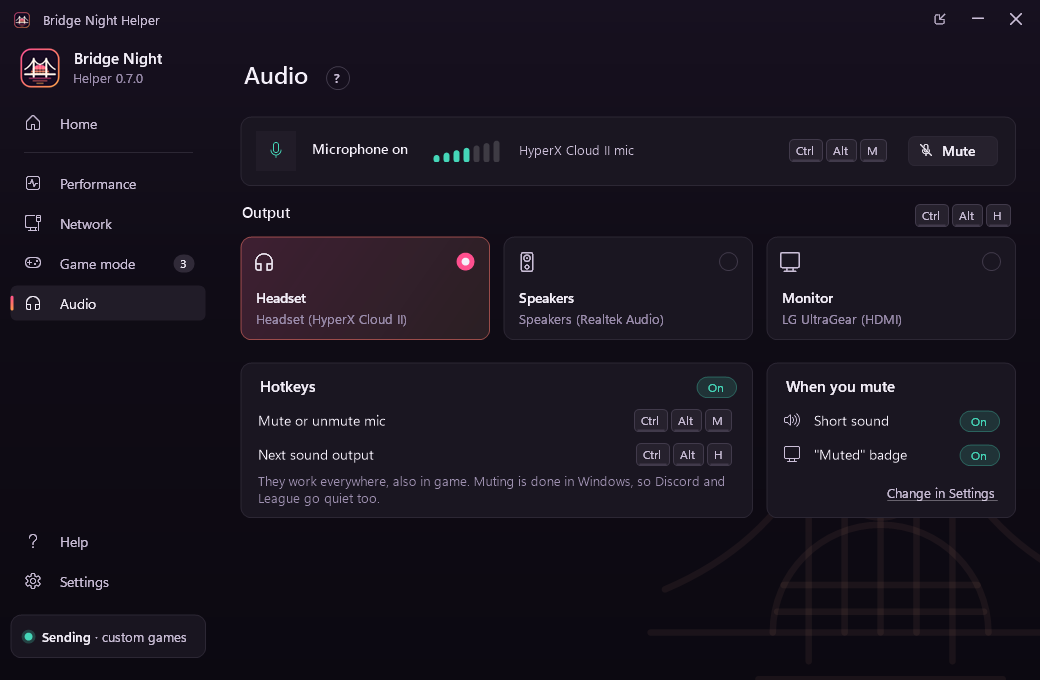 Bridge Night Helper
Bridge Night
Helper 0.7.0
Home
Performance
Network
Game mode 3
Audio
Help
Settings
Sending · custom games
Audio ?
Microphone on HyperX Cloud II mic Ctrl Alt M Mute
Output Ctrl Alt H
Headset
Headset (HyperX Cloud II)
Speakers
Speakers (Realtek Audio)
Monitor
LG UltraGear (HDMI)
Hotkeys On
Mute or unmute mic Ctrl Alt M
Next sound output Ctrl Alt H
They work everywhere, also in game. Muting is done in Windows, so Discord and
League go quiet too.
When you mute
Short sound On
"Muted" badge On
Change in Settings